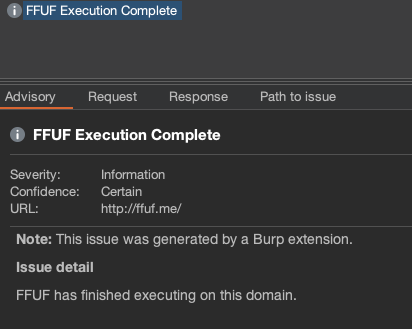 FFUF Execution Complete
Advisory Request Response Path to issue
FFUF Execution Complete
Severity: Information
Confidence: Certain
URL: http://ffuf.me/
Note: This issue was generated by a Burp extension.
Issue detail
FFUF has finished executing on this domain.